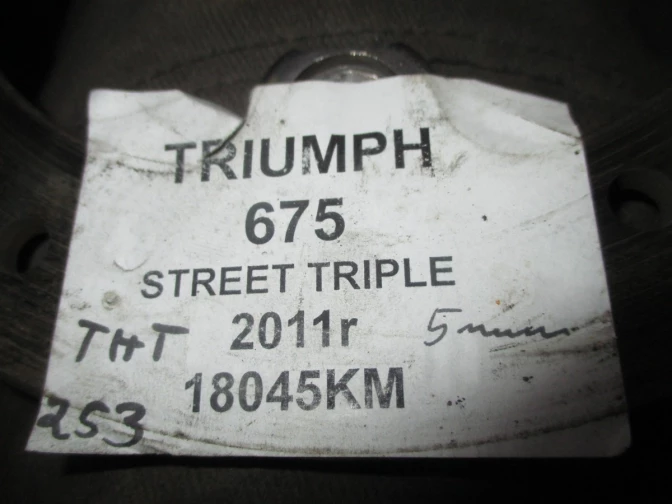 TRIUMPH
675
STREET TRIPLE
THT 2011r 5mm
18045KM
253